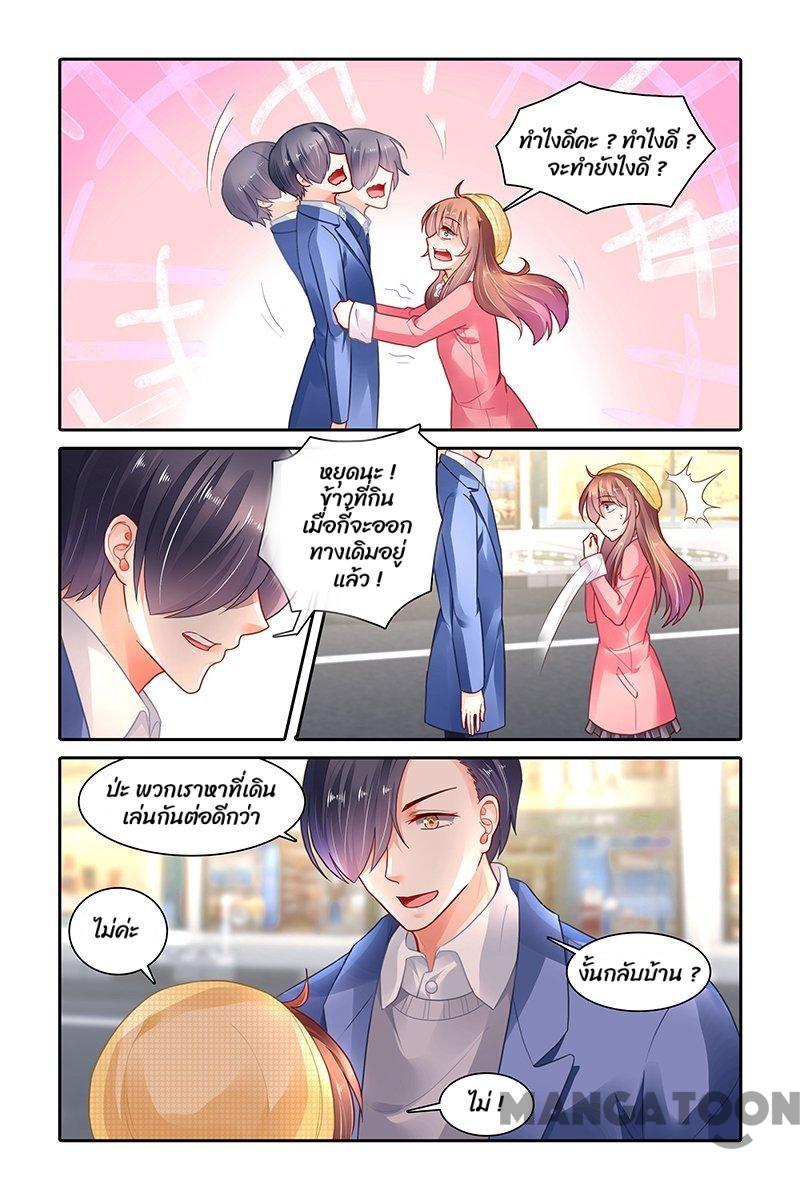 ทำไงดีคะ ? ทำไงดี ?
จะทำยังไงดี ?
หยุดนะ !
ข้าวที่กิน
เมื่อกี้จะออก
ทางเดิมอยู่
แล้ว !
ป่ะ พวกเราหาที่เดิน
เล่นกันต่อดีกว่า
ไม่ค่ะ
งั้นกลับบ้าน ?
ไม่ !
MANGATOON